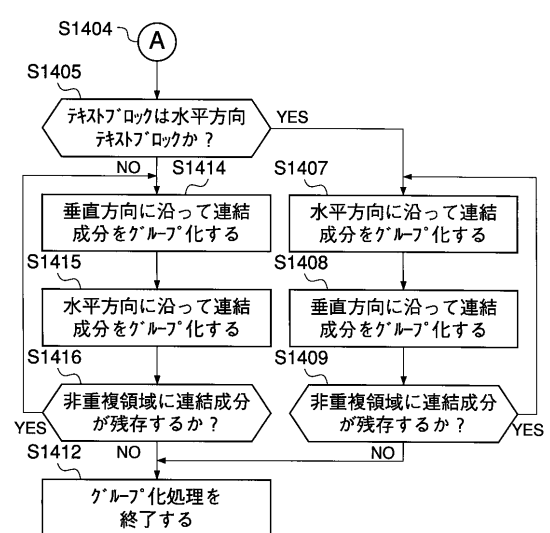 S1404
A
S1405
ﾃｷｽﾄﾌﾞﾛｯｸは水平方向
ﾃｷｽﾄﾌﾞﾛｯｸか？
YES
NO
S1414
垂直方向に沿って連結
成分をｸﾞﾙｰﾌﾟ化する
S1415
水平方向に沿って連結
成分をｸﾞﾙｰﾌﾟ化する
S1416
非重複領域に連結成分
が残存するか？
YES
NO
S1407
水平方向に沿って連結
成分をｸﾞﾙｰﾌﾟ化する
S1408
垂直方向に沿って連結
成分をｸﾞﾙｰﾌﾟ化する
S1409
非重複領域に連結成分
が残存するか？
YES
NO
S1412
ｸﾞﾙｰﾌﾟ化処理を
終了する